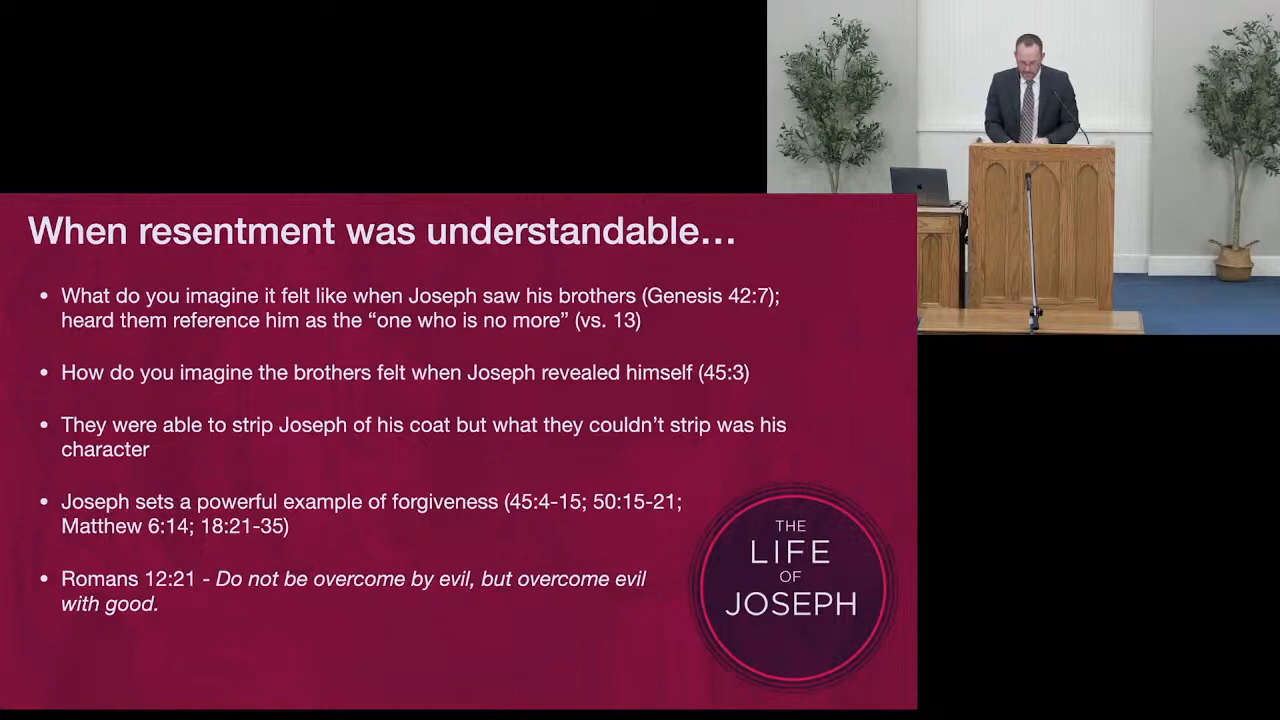 When resentment was understandable…
• What do you imagine it felt like when Joseph saw his brothers (Genesis 42:7);
heard them reference him as the “one who is no more” (vs. 13)
• How do you imagine the brothers felt when Joseph revealed himself (45:3)
• They were able to strip Joseph of his coat but what they couldn’t strip was his
character
• Joseph sets a powerful example of forgiveness (45:4-15; 50:15-21;
Matthew 6:14; 18:21-35)
• Romans 12:21 - Do not be overcome by evil, but overcome evil
with good.
THE
LIFE
OF
JOSEPH